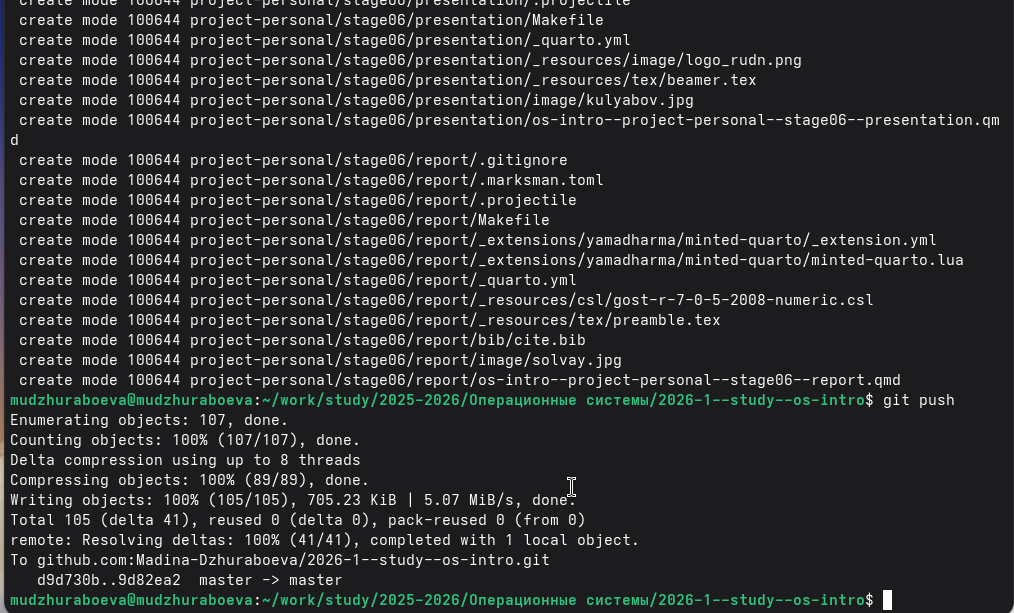 create mode 100644 project-personal/stage06/presentation/.projectile
create mode 100644 project-personal/stage06/presentation/Makefile
create mode 100644 project-personal/stage06/presentation/_quarto.yml
create mode 100644 project-personal/stage06/presentation/_resources/image/logo_rudn.png
create mode 100644 project-personal/stage06/presentation/_resources/tex/beamer.tex
create mode 100644 project-personal/stage06/presentation/image/kulyabov.jpg
create mode 100644 project-personal/stage06/presentation/os-intro--project-personal--stage06--presentation.qm
d
create mode 100644 project-personal/stage06/report/.gitignore
create mode 100644 project-personal/stage06/report/.marksman.toml
create mode 100644 project-personal/stage06/report/.projectile
create mode 100644 project-personal/stage06/report/Makefile
create mode 100644 project-personal/stage06/report/_extensions/yamadharma/minted-quarto/_extension.yml
create mode 100644 project-personal/stage06/report/_extensions/yamadharma/minted-quarto/minted-quarto.lua
create mode 100644 project-personal/stage06/report/_quarto.yml
create mode 100644 project-personal/stage06/report/_resources/csl/gost-r-7-0-5-2008-numeric.csl
create mode 100644 project-personal/stage06/report/_resources/tex/preamble.tex
create mode 100644 project-personal/stage06/report/bib/cite.bib
create mode 100644 project-personal/stage06/report/image/solvay.jpg
create mode 100644 project-personal/stage06/report/os-intro--project-personal--stage06--report.qmd
mudzhuraboeva@mudzhuraboeva:~/work/study/2025-2026/Операционные системы/2026-1--study--os-intro$ git push
Enumerating objects: 107, done.
Counting objects: 100% (107/107), done.
Delta compression using up to 8 threads
Compressing objects: 100% (89/89), done.
Writing objects: 100% (105/105), 705.23 KiB | 5.07 MiB/s, done.
Total 105 (delta 41), reused 0 (delta 0), pack-reused 0 (from 0)
remote: Resolving deltas: 100% (41/41), completed with 1 local object.
To github.com:Madina-Dzhuraboeva/2026-1--study--os-intro.git
d9d730b..9d82ea2  master -> master
mudzhuraboeva@mudzhuraboeva:~/work/study/2025-2026/Операционные системы/2026-1--study--os-intro$